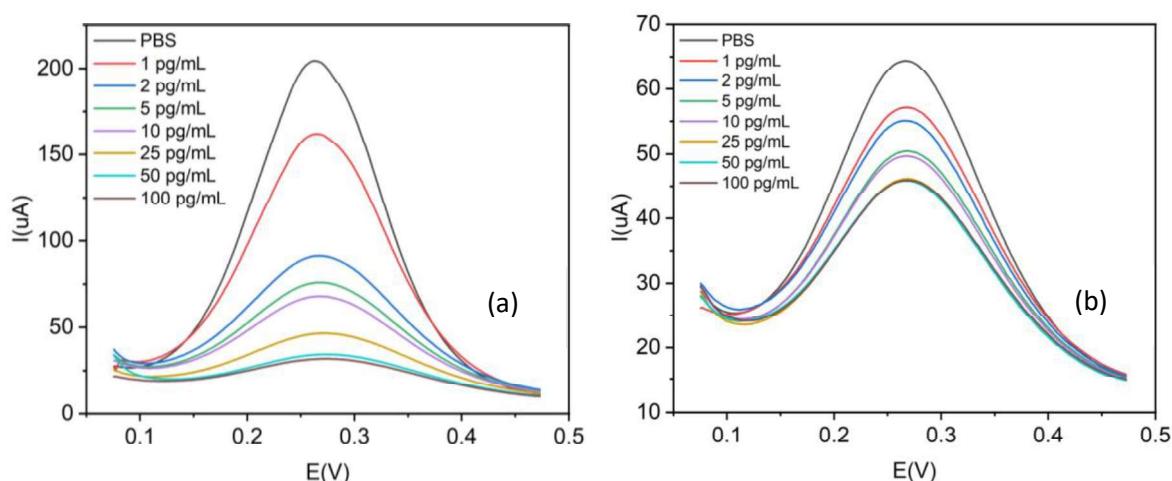 PBS
1 pg/mL
2 pg/mL
5 pg/mL
10 pg/mL
25 pg/mL
50 pg/mL
100 pg/mL
I(uA)
200
150
100
50
0
0.1
0.2
0.3
0.4
0.5
E(V)
(a)
PBS
1 pg/mL
2 pg/mL
5 pg/mL
10 pg/mL
25 pg/mL
50 pg/mL
100 pg/mL
I(uA)
70
60
50
40
30
20
10
0.1
0.2
0.3
0.4
0.5
E(V)
(b)